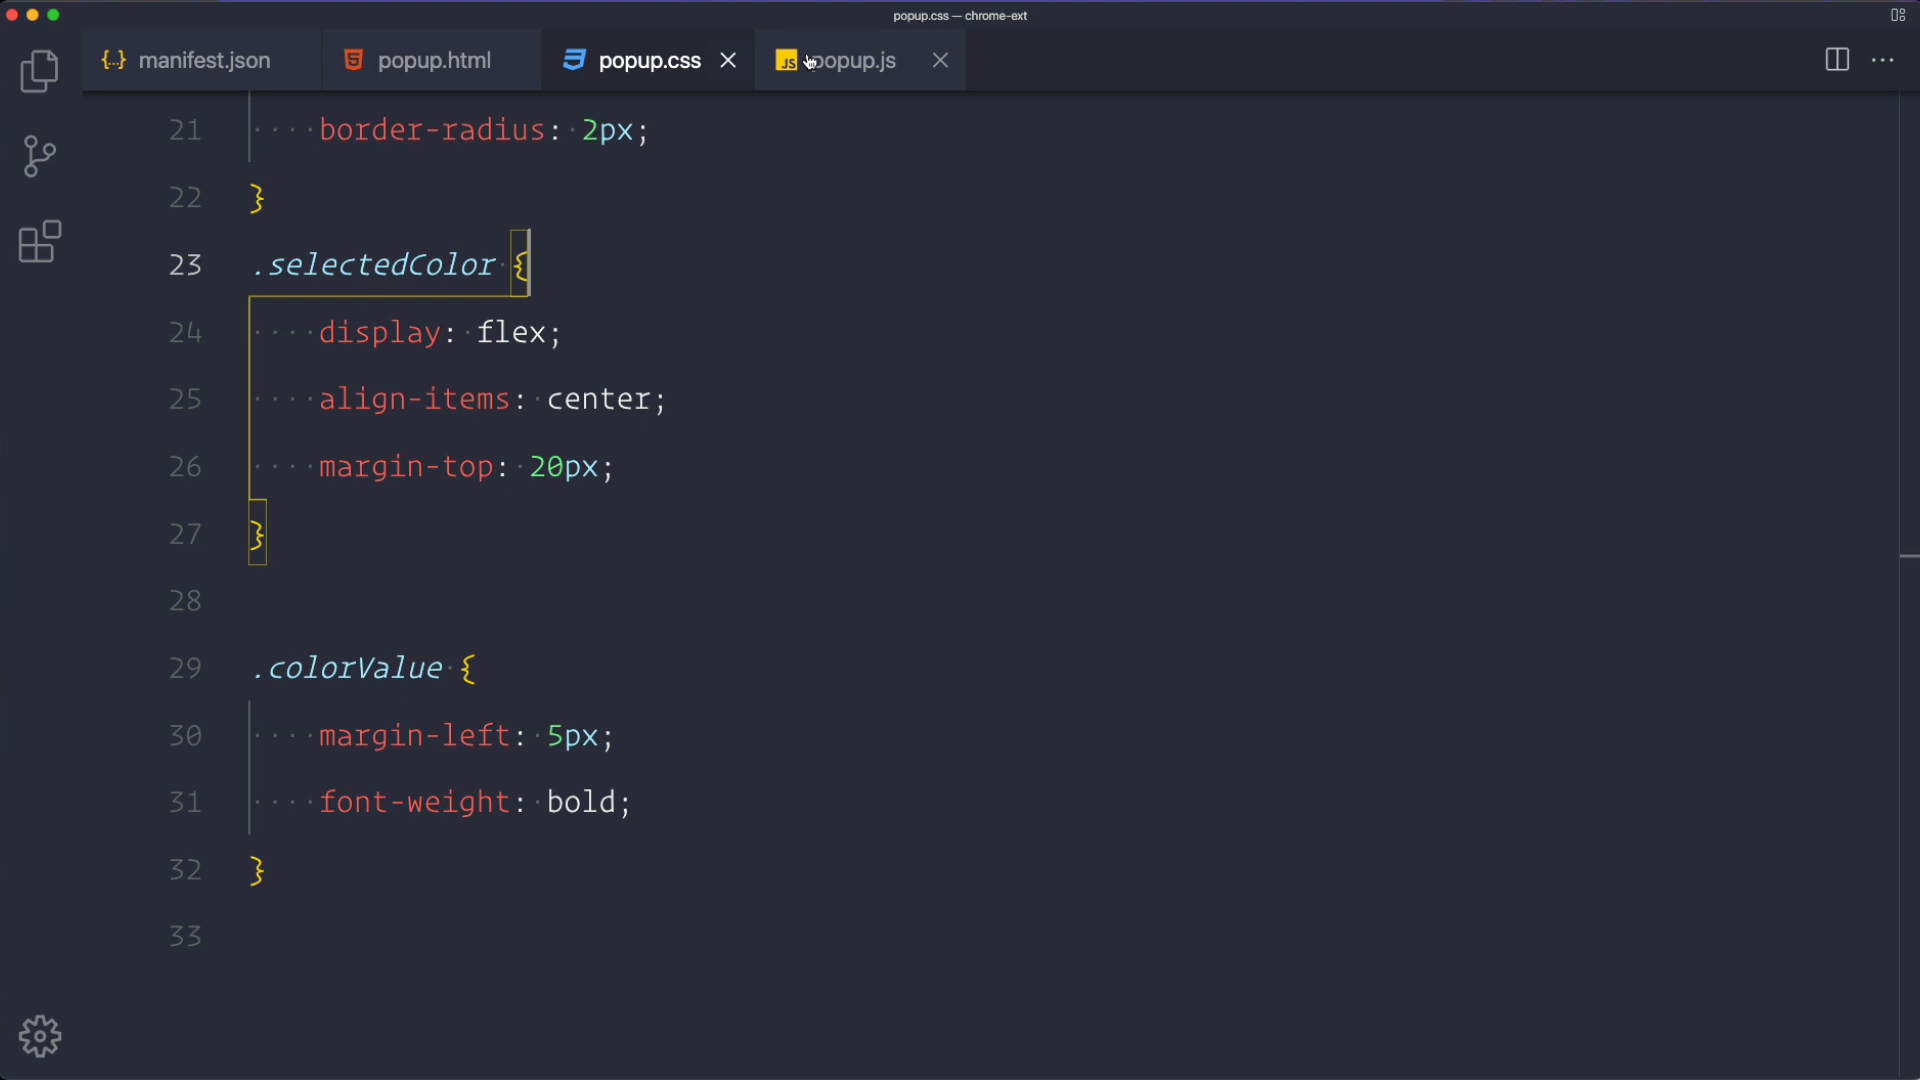 popup.css — chrome-ext
{..} manifest.json popup.html popup.css JS popup.js
21 border-radius: 2px;
22 }
23 .selectedColor {
24 display: flex;
25 align-items: center;
26 margin-top: 20px;
27 }
28
29 .colorValue {
30 margin-left: 5px;
31 font-weight: bold;
32 }
33